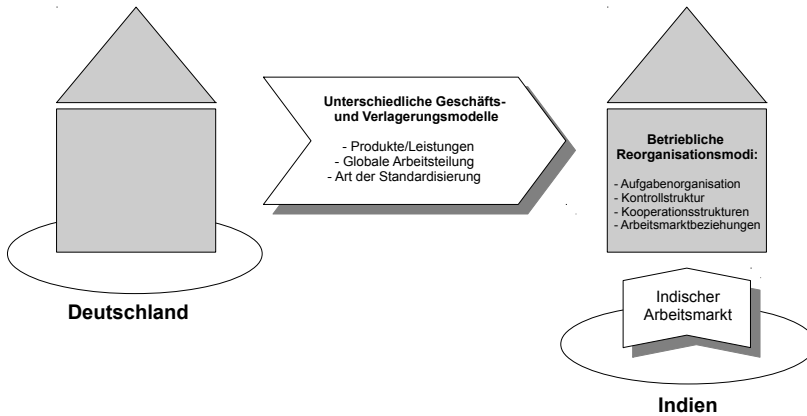 Unterschiedliche Geschäfts-
und Verlagerungsmodelle
- Produkte/Leistungen
- Globale Arbeitsteilung
- Art der Standardisierung
Betriebliche
Reorganisationsmodi:
- Aufgabenorganisation
- Kontrollstruktur
- Kooperationsstrukturen
- Arbeitsmarktbeziehungen
Deutschland
Indischer
Arbeitsmarkt
Indien